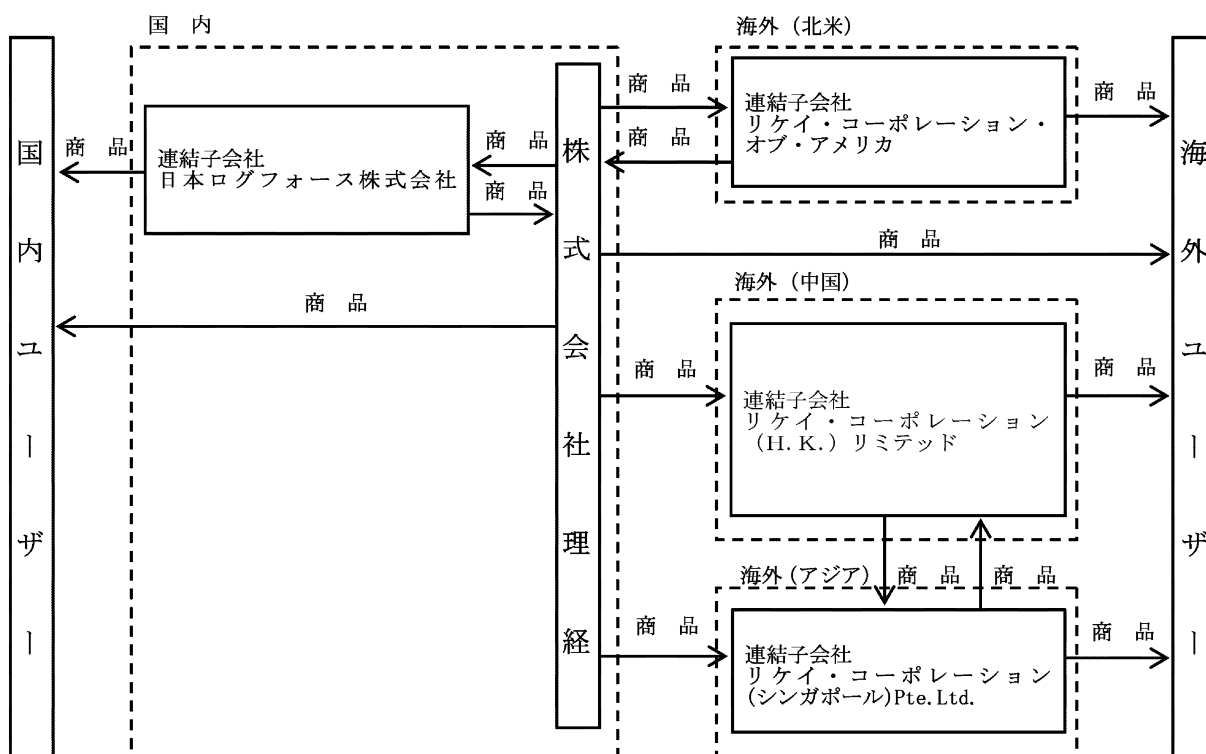 国　内
海外（北米）
国内ユーザー
商　品
連結子会社
日本ログフォース株式会社
商　品
商　品
株式会社理経
商　品
商　品
連結子会社
リケイ・コーポレーション・
オブ・アメリカ
商　品
海外ユーザー
商　品
商　品
海外（中国）
商　品
連結子会社
リケイ・コーポレーション
（H.K.）リミテッド
商　品
海外(アジア)
商　品
商　品
商　品
連結子会社
リケイ・コーポレーション
(シンガポール)Pte.Ltd.
商　品